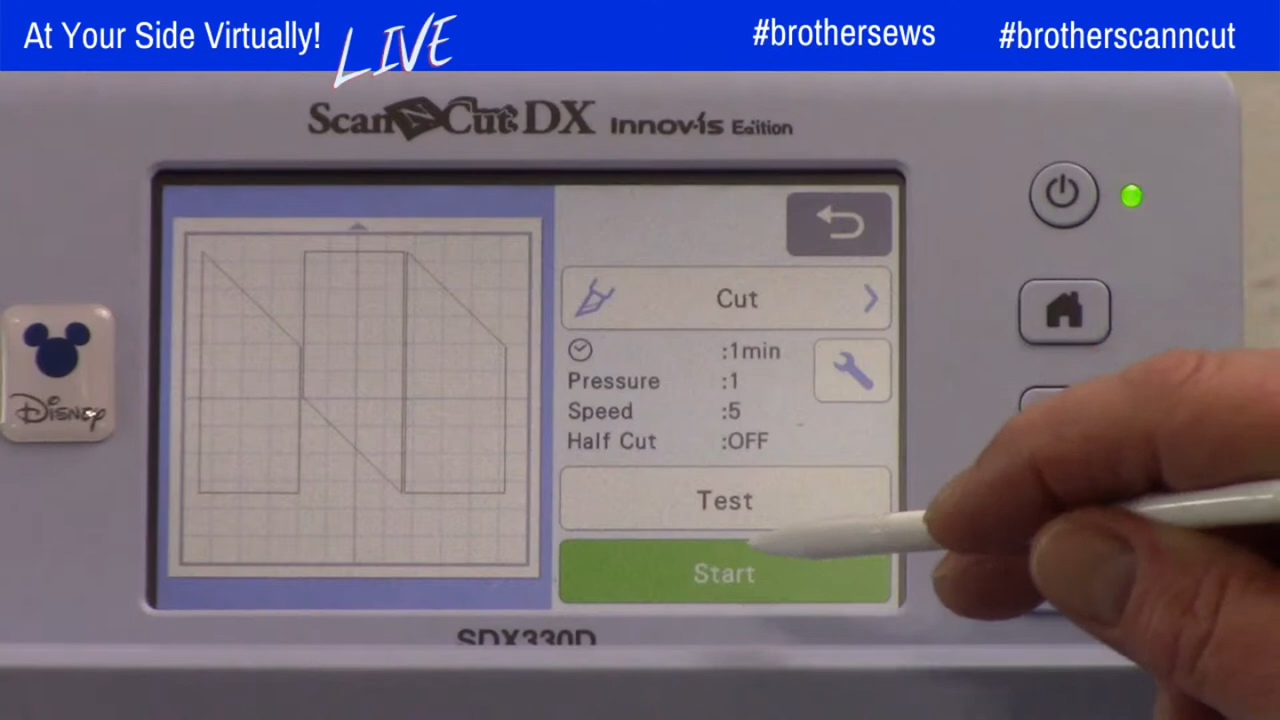 At Your Side Virtually! LIVE
#brothersews
#brotherscanncut
ScanNCut DX Innov-ís Edition
Cut
:1min
Pressure :1
Speed :5
Half Cut :OFF
Test
Start
Disney
SDX330D